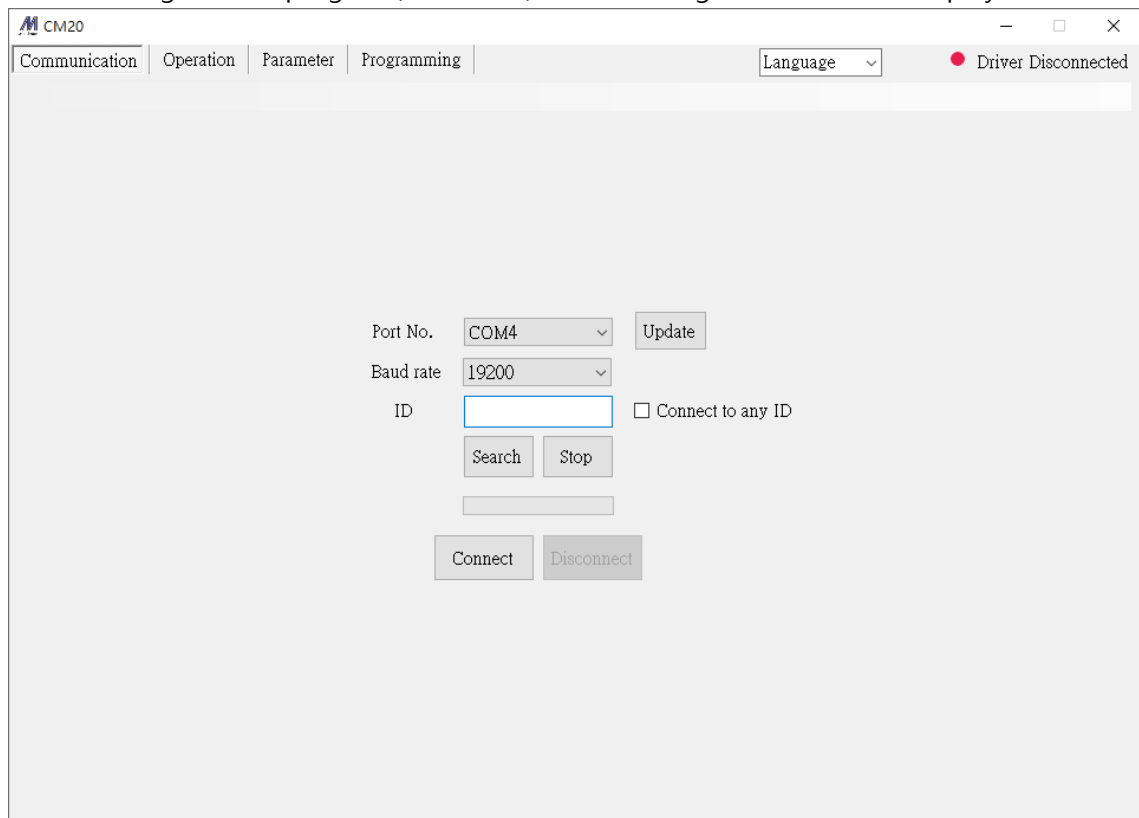 CM20
Communication Operation Parameter Programming Language Driver Disconnected
Port No. COM4 Update
Baud rate 19200
ID Connect to any ID
Search Stop
Connect Disconnect